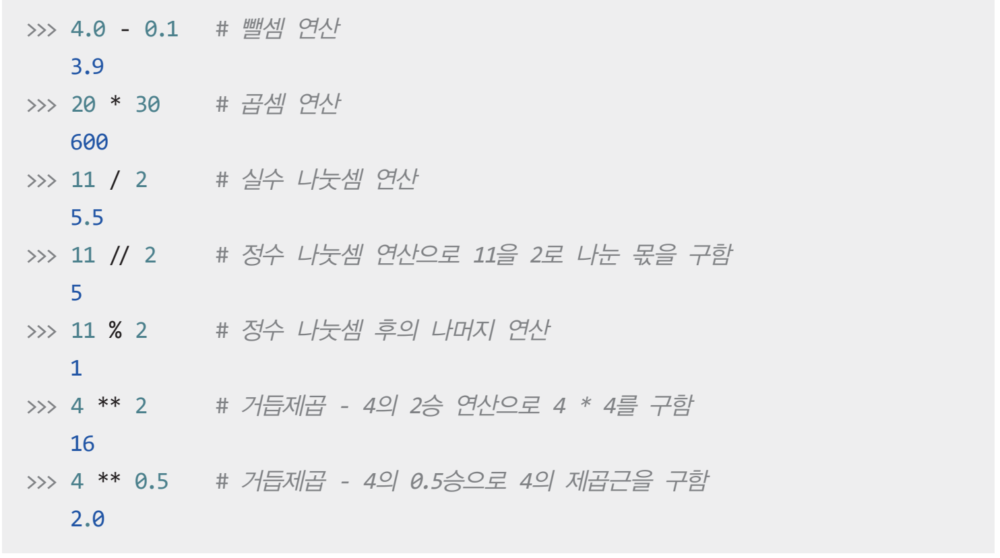 >>> 4.0 - 0.1 # 뺄셈 연산
3.9
>>> 20 * 30 # 곱셈 연산
600
>>> 11 / 2 # 실수 나눗셈 연산
5.5
>>> 11 // 2 # 정수 나눗셈 연산으로 11을 2로 나눈 몫을 구함
5
>>> 11 % 2 # 정수 나눗셈 후의 나머지 연산
1
>>> 4 ** 2 # 거듭제곱 - 4의 2승 연산으로 4 * 4를 구함
16
>>> 4 ** 0.5 # 거듭제곱 - 4의 0.5승으로 4의 제곱근을 구함
2.0